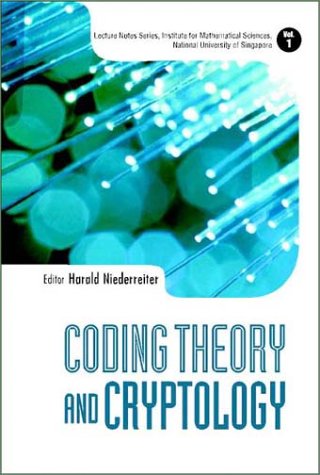 Lecture Notes Series, Institute for Mathematical Sciences,
National University of Singapore
Vol.
1
Editor Harald Niederreiter
CODING THEORY
AND CRYPTOLOGY